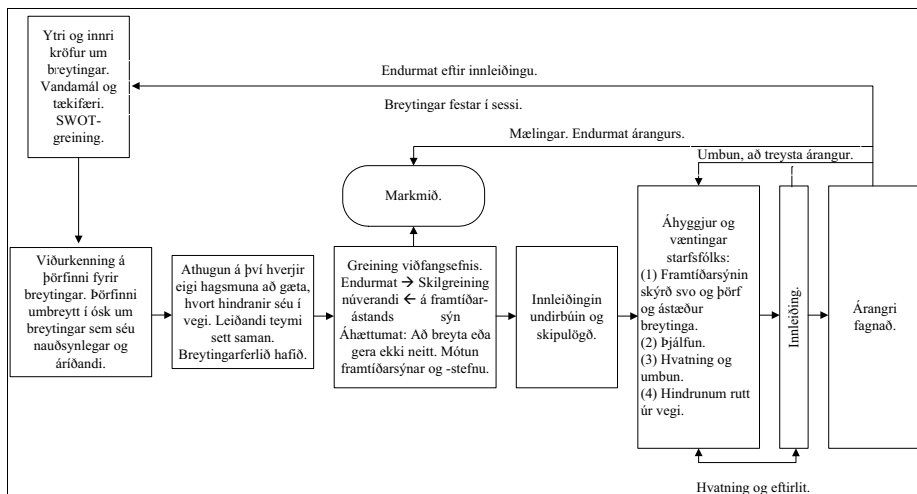 Ytri og innri
kröfur um
breytingar.
Vandamál og
tækifæri.
SWOT-
greining.
Endurmat eftir innleiðingu.
Breytingar festar í sessi.
Mælingar. Endurmat árangurs.
Umbun, að treysta árangur.
Markmið.
Viðurkenning á
þörfinni fyrir
breytingar. Þörfinni
umbreytt í ósk um
breytingar sem séu
nauðsynlegar og
áríðandi.
Athugun á því hverjir
eigi hagsmuna að gæta,
hvort hindranir séu í
vegi. Leiðandi teymi
sett saman.
Breytingarferlið hafið.
Greining viðfangsefnis.
Endurmat → Skilgreining
núverandi ← á framtíðar-
ástands sýn
Áhættumat: Að breyta eða
gera ekki neitt. Mótun
framtíðarsýnar og -stefnu.
Innleiðingin
undirbúin og
skipulögð.
Áhyggjur og
væntingar
starfsfólks:
(1) Framtíðarsýnin
skýrð svo og þörf
og ástæður
breytinga.
(2) Þjálfun.
(3) Hvatning og
umbun.
(4) Hindrunum rutt
úr vegi.
Innleiðing.
Árangri
fagnað.
Hvatning og eftirlit.